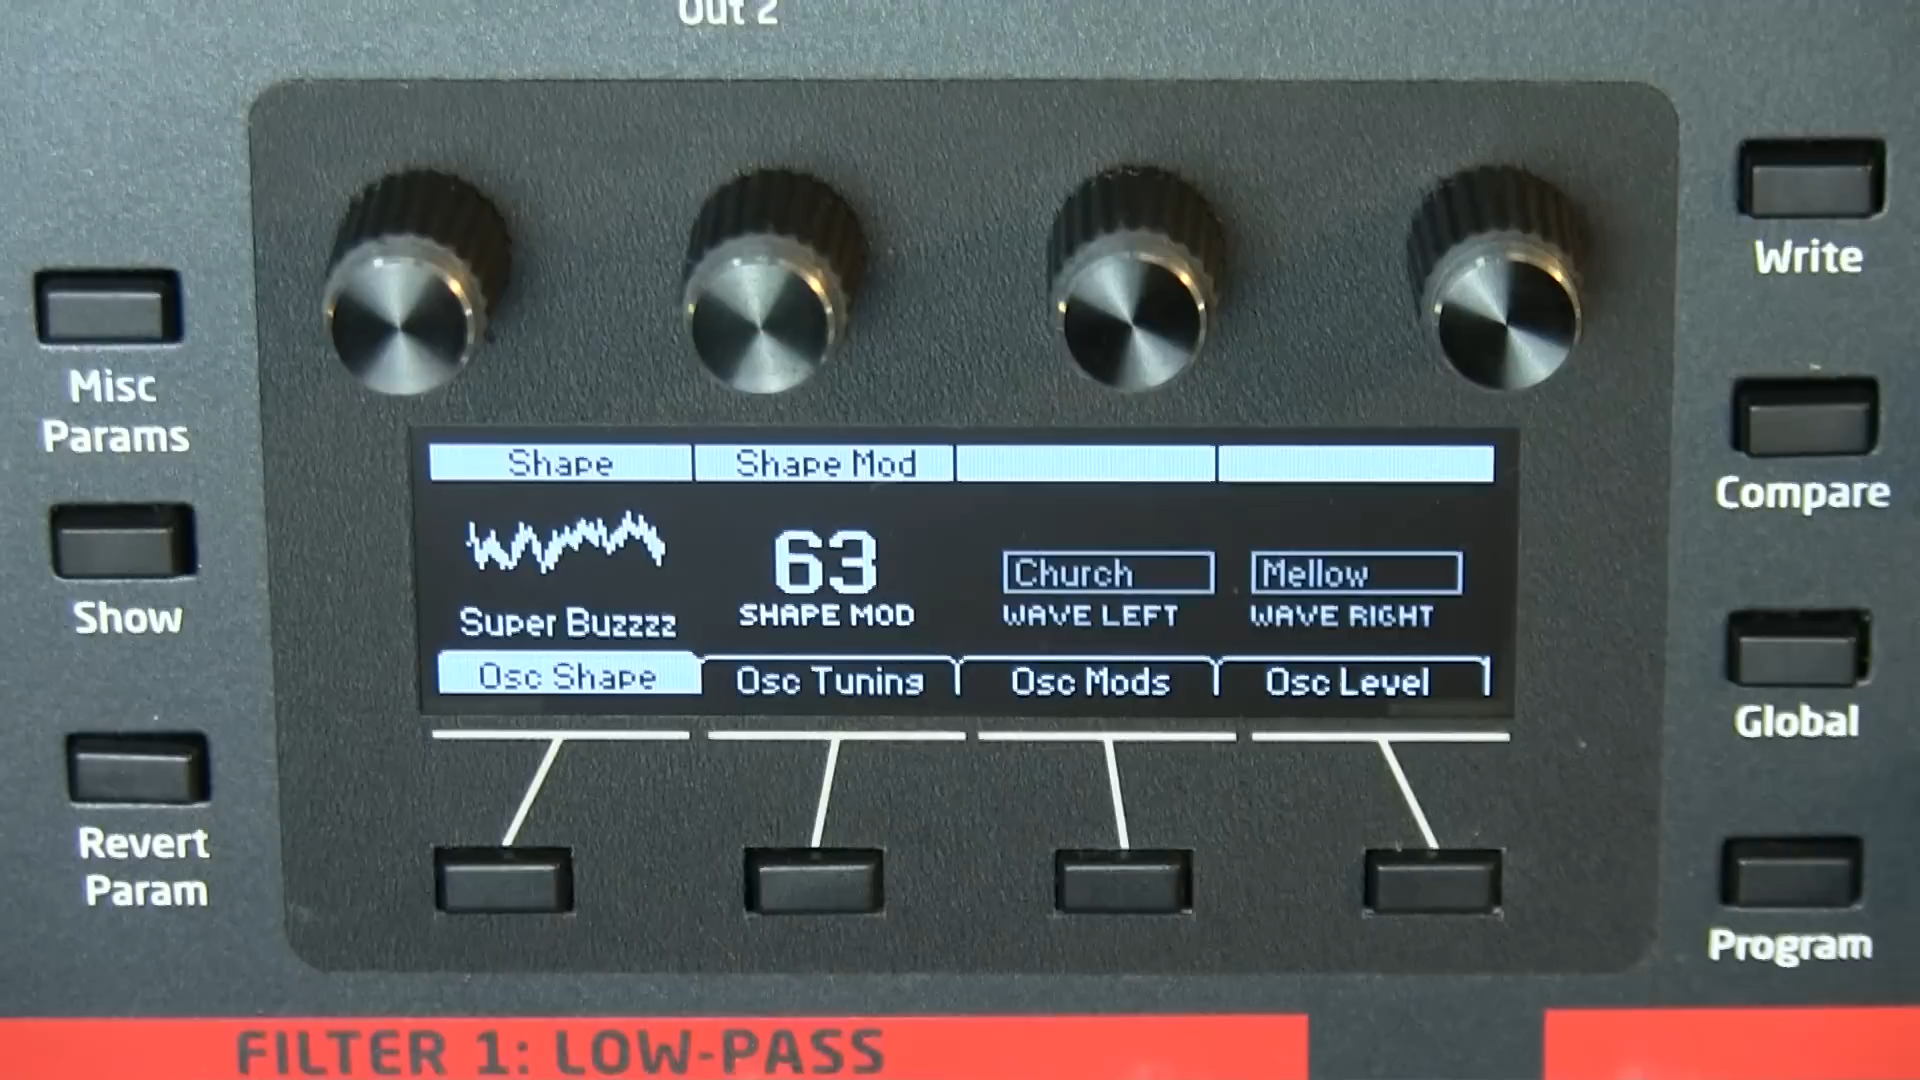 Out 2
Write
Misc
Params
Compare
Shape
Shape Mod
63
Super Buzzzz
SHAPE MOD
Church
WAVE LEFT
Mellow
WAVE RIGHT
Show
Osc Shape
Osc Tuning
Osc Mods
Osc Level
Global
Revert
Param
Program
FILTER 1: LOW-PASS